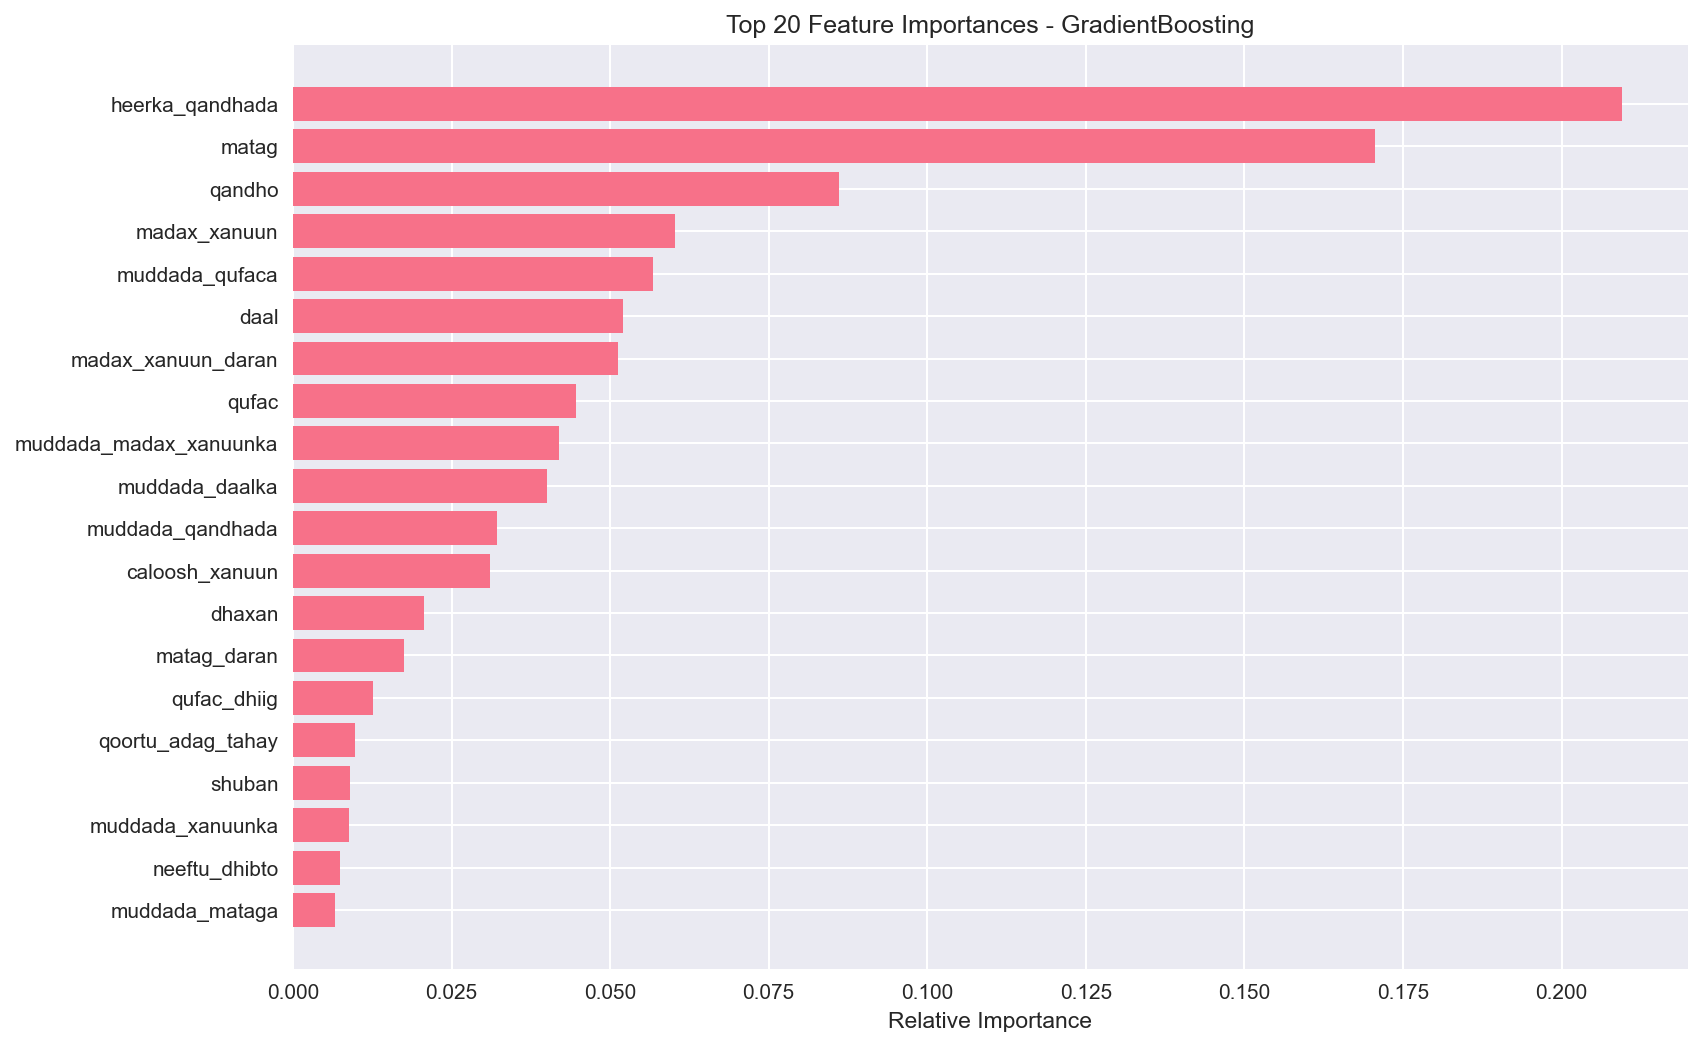 Top 20 Feature Importances - GradientBoosting
heerka_qandhada
matag
qandho
madax_xanuun
muddada_qufaca
daal
madax_xanuun_daran
qufac
muddada_madax_xanuunka
muddada_daalka
muddada_qandhada
caloosh_xanuun
dhaxan
matag_daran
qufac_dhiig
qoortu_adag_tahay
shuban
muddada_xanuunka
neeftu_dhibto
muddada_mataga
0.000 0.025 0.050 0.075 0.100 0.125 0.150 0.175 0.200
Relative Importance